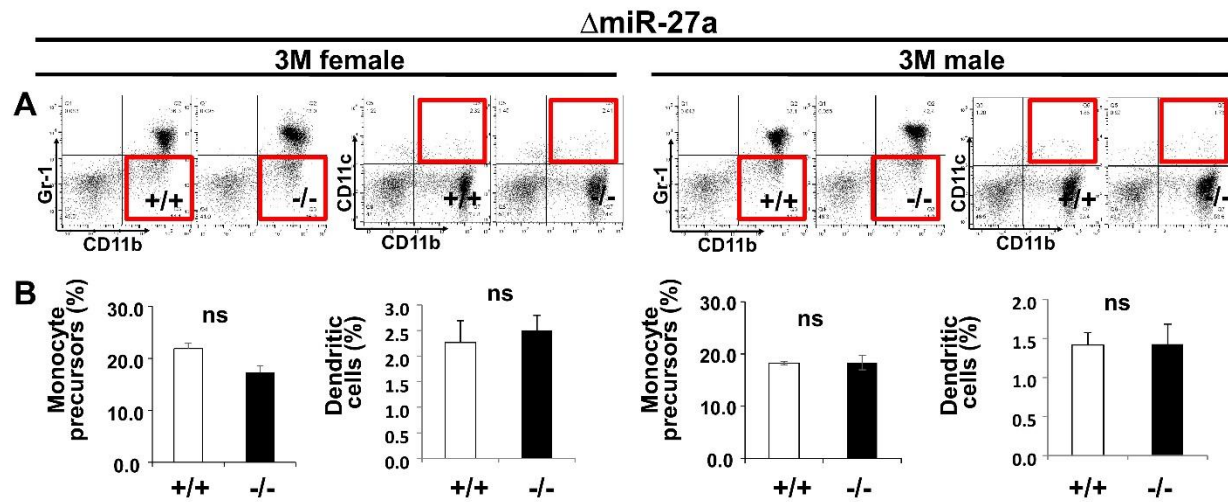 ΔmiR-27a
3M female
3M male
A
Gr-1
CD11b
+/+
-/-
CD11c
CD11b
+/+
-/-
Gr-1
CD11b
+/+
-/-
CD11c
CD11b
+/+
-/-
B
Monocyte
precursors (%)
30.0
20.0
10.0
0.0
ns
+/+
-/-
Dendritic
cells (%)
3.0
2.5
2.0
1.5
1.0
0.5
0.0
ns
+/+
-/-
Monocyte
precursors (%)
30.0
20.0
10.0
0.0
ns
+/+
-/-
Dendritic
cells (%)
2.0
1.5
1.0
0.5
0.0
ns
+/+
-/-